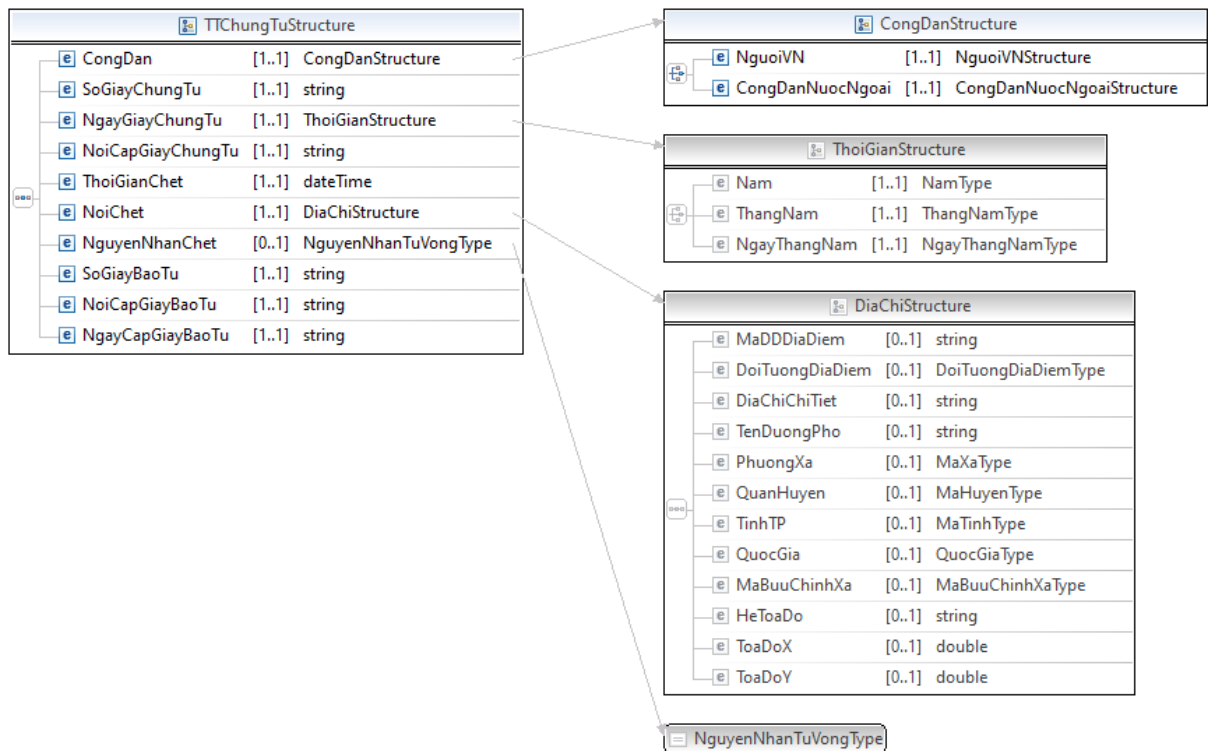 TTChungTuStructure
e CongDan [1..1] CongDanStructure
e SoGiayChungTu [1..1] string
e NgayGiayChungTu [1..1] ThoiGianStructure
e NoiCapGiayChungTu [1..1] string
e ThoiGianChet [1..1] dateTime
e NoiChet [1..1] DiaChiStructure
e NguyenNhanChet [0..1] NguyenNhanTuVongType
e SoGiayBaoTu [1..1] string
e NoiCapGiayBaoTu [1..1] string
e NgayCapGiayBaoTu [1..1] string
CongDanStructure
e NguoiVN [1..1] NguoiVNStructure
e CongDanNuocNgoai [1..1] CongDanNuocNgoaiStructure
ThoiGianStructure
e Nam [1..1] NamType
e ThangNam [1..1] ThangNamType
e NgayThangNam [1..1] NgayThangNamType
DiaChiStructure
e MaDDDiaDiem [0..1] string
e DoiTuongDiaDiem [0..1] DoiTuongDiaDiemType
e DiaChiChiTiet [0..1] string
e TenDuongPho [0..1] string
e PhuongXa [0..1] MaXaType
e QuanHuyen [0..1] MaHuyenType
e TinhTP [0..1] MaTinhType
e QuocGia [0..1] QuocGiaType
e MaBuuChinhXa [0..1] MaBuuChinhXaType
e HeToaDo [0..1] string
e ToaDoX [0..1] double
e ToaDoY [0..1] double
NguyenNhanTuVongType